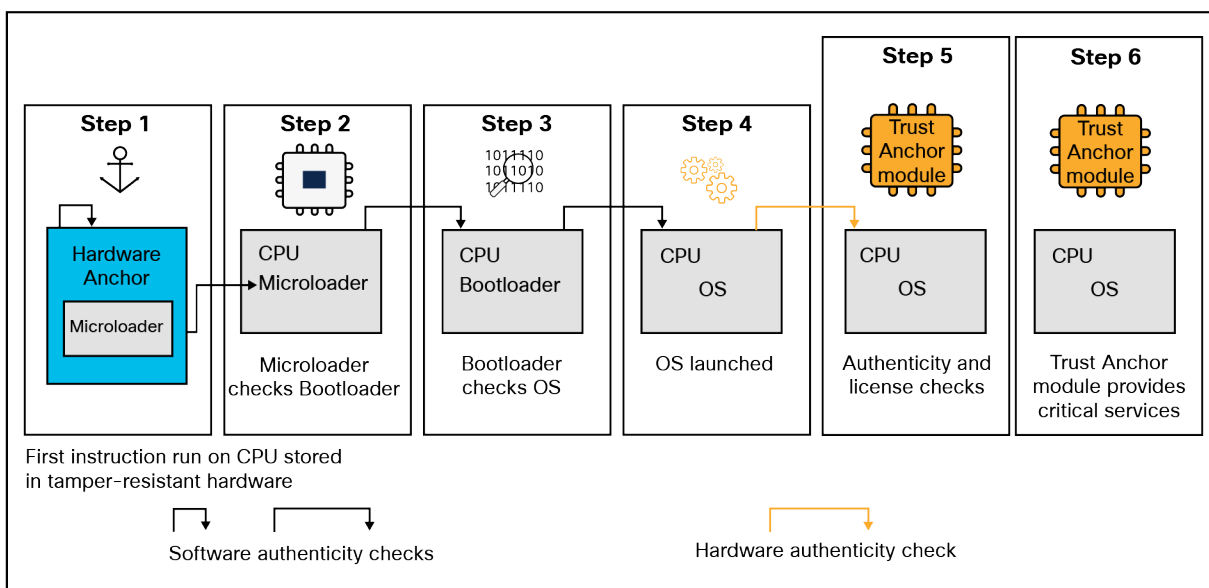 Step 1
Hardware
Anchor
Microloader
First instruction run on CPU stored
in tamper-resistant hardware
Step 2
CPU
Microloader
Microloader
checks Bootloader
Step 3
1011110
1011010
1011110
CPU
Bootloader
Bootloader
checks OS
Step 4
CPU
OS
OS launched
Step 5
Trust
Anchor
module
CPU
OS
Authenticity and
license checks
Step 6
Trust
Anchor
module
CPU
OS
Trust Anchor
module provides
critical services
Software authenticity checks
Hardware authenticity check